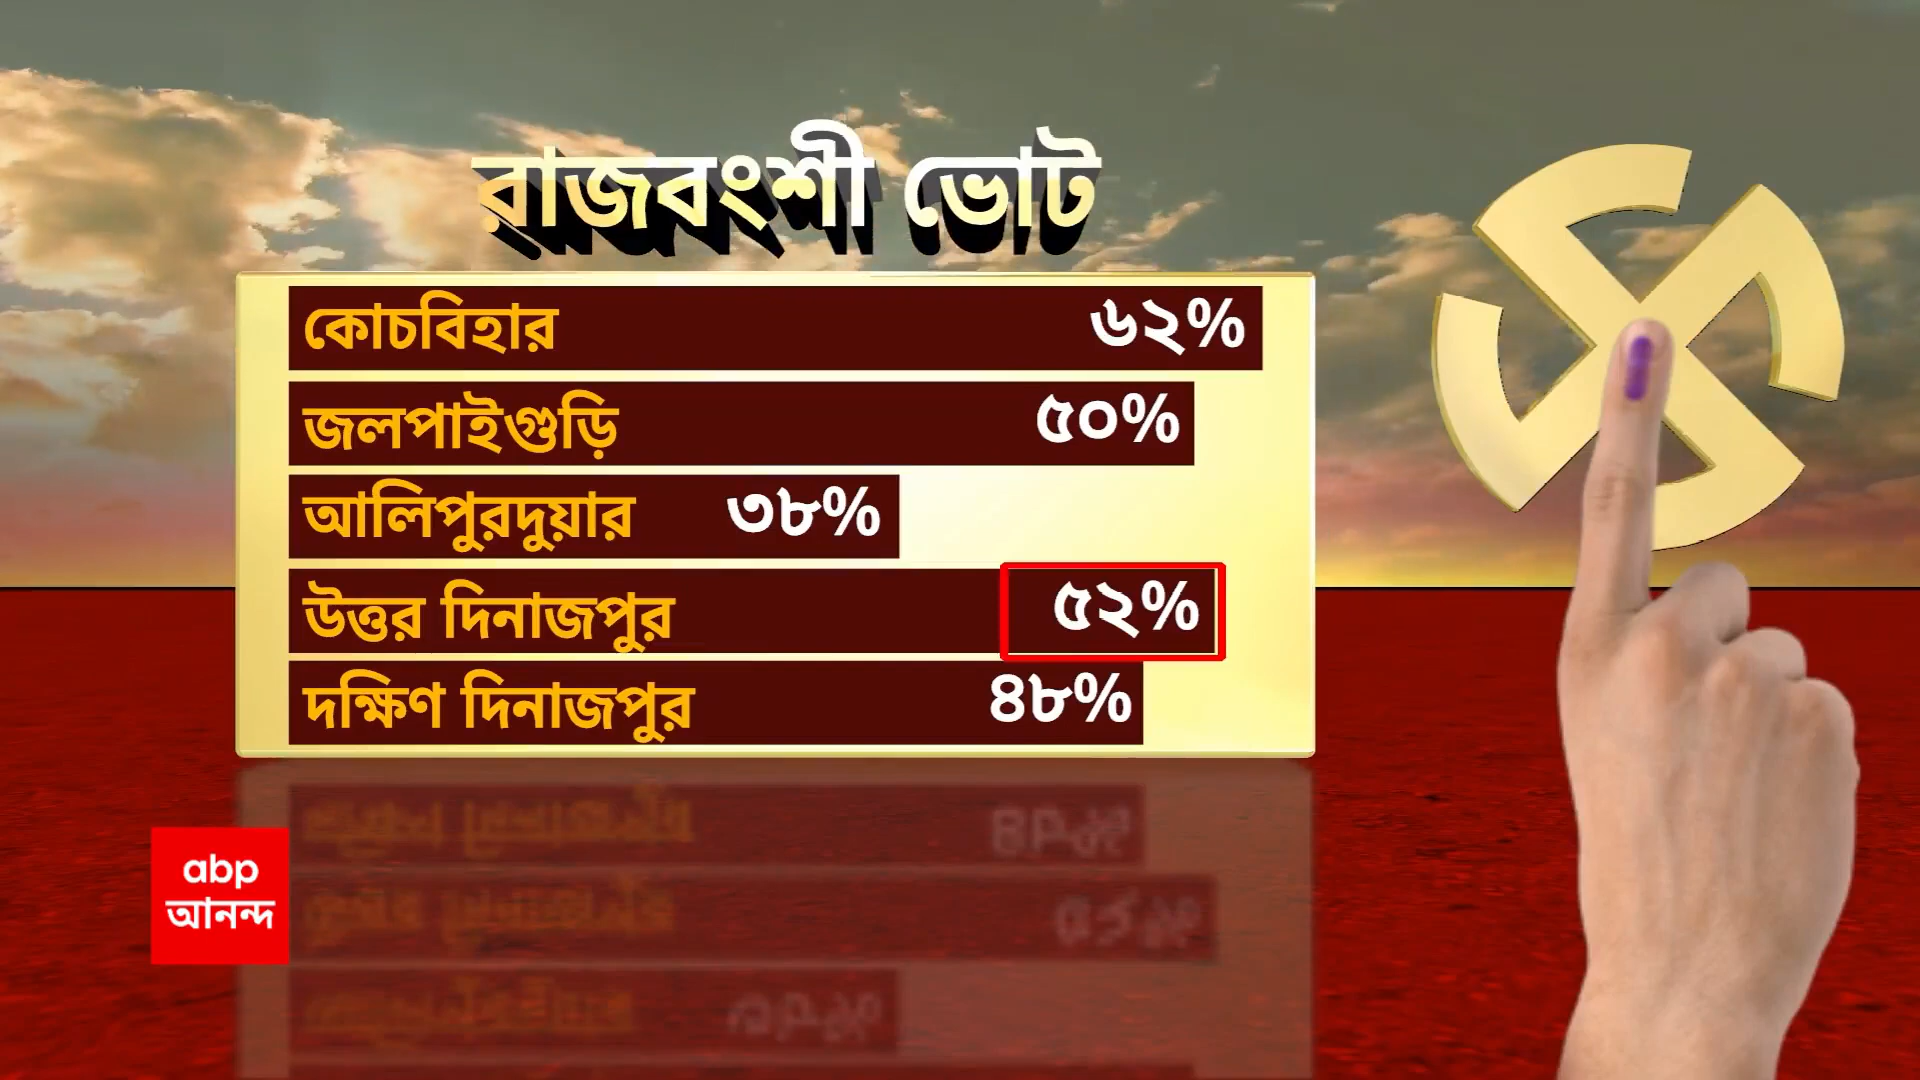 রাজবংশী ভোট
কোচবিহার ৬২%
জলপাইগুড়ি ৫০%
আলিপুরদুয়ার ৩৮%
উত্তর দিনাজপুর ৫২%
দক্ষিণ দিনাজপুর ৪৮%
abp
আনন্দ